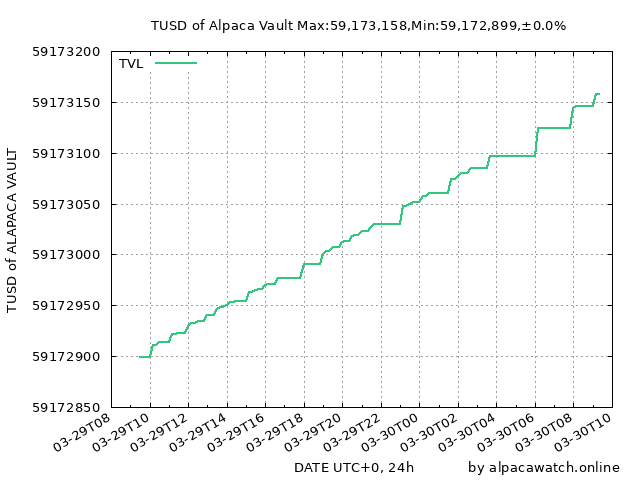 TUSD of Alpaca Vault Max:59,173,158,Min:59,172,899,±0.0%
TVL
TUSD of ALAPACA VAULT
59173200
59173150
59173100
59173050
59173000
59172950
59172900
59172850
03-29T08
03-29T10
03-29T12
03-29T14
03-29T16
03-29T18
03-29T20
03-29T22
03-30T00
03-30T02
03-30T04
03-30T06
03-30T08
03-30T10
DATE UTC+0, 24h
by alpacawatch.online